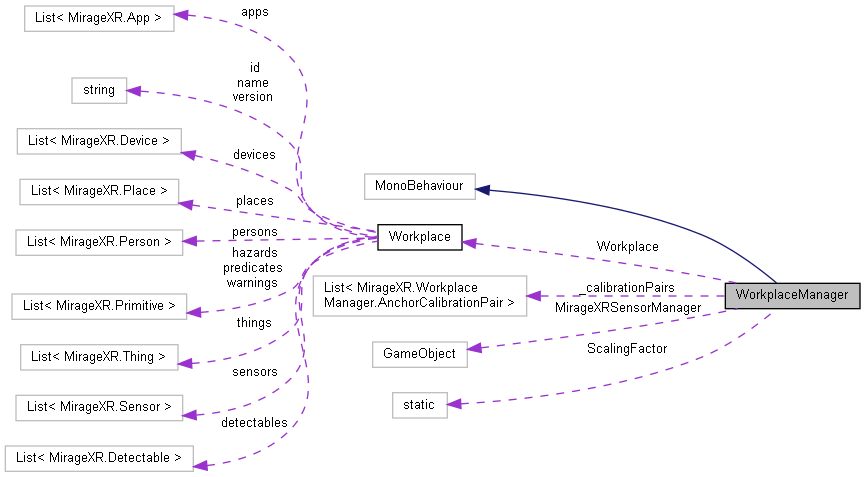 List< MirageXR.App >
apps
string
id
name
version
List< MirageXR.Device >
devices
List< MirageXR.Place >
places
List< MirageXR.Person >
persons
List< MirageXR.Primitive >
hazards
predicates
warnings
List< MirageXR.Thing >
things
List< MirageXR.Sensor >
sensors
List< MirageXR.Detectable >
detectables
MonoBehaviour
Workplace
Workplace
List< MirageXR.Workplace
Manager.AnchorCalibrationPair >
_calibrationPairs
GameObject
MirageXRSensorManager
static
ScalingFactor
WorkplaceManager